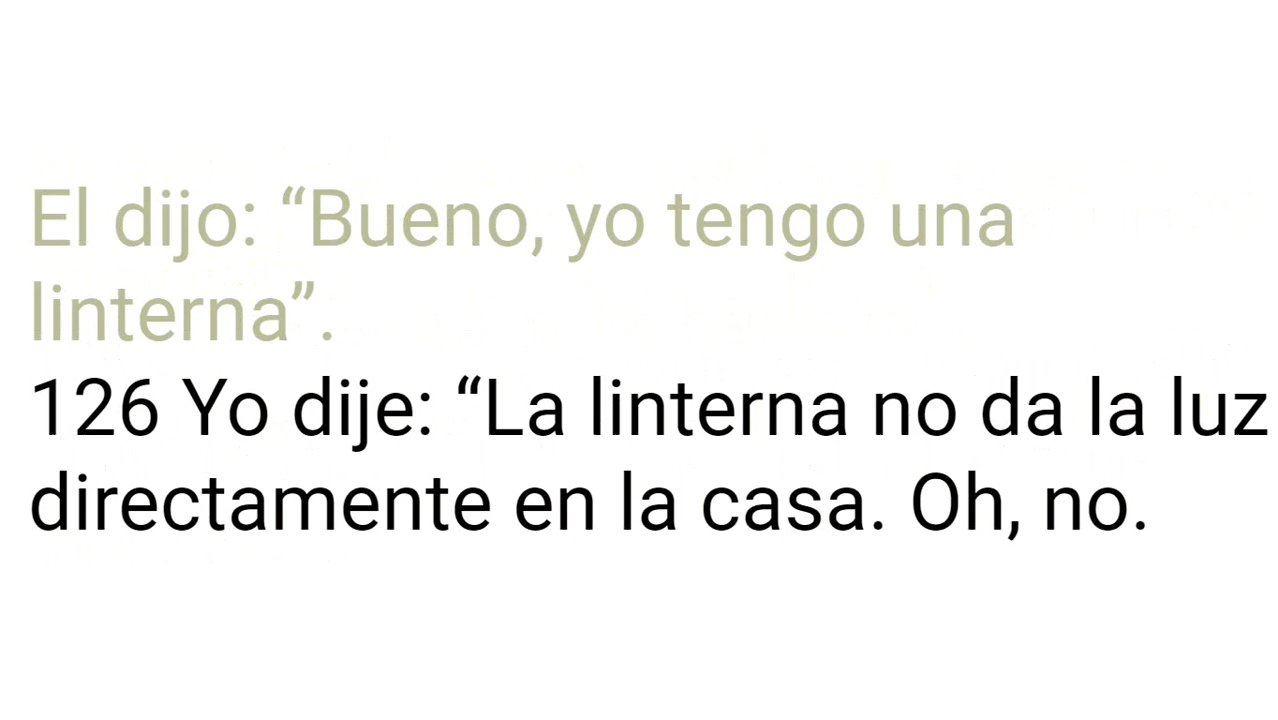 El dijo: “Bueno, yo tengo una
linterna”.
126 Yo dije: “La linterna no da la luz
directamente en la casa. Oh, no.